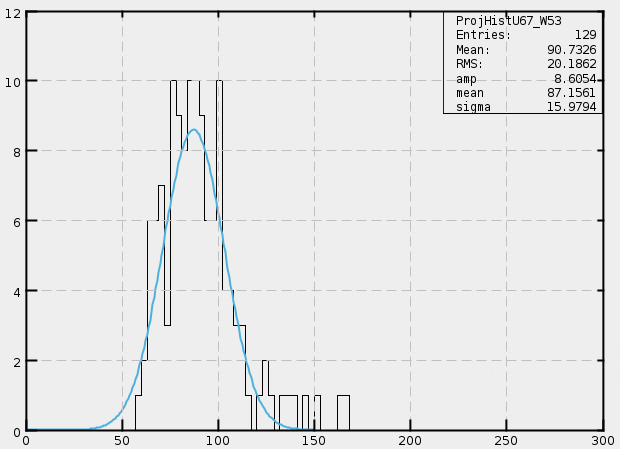 ProjHistU67_W53
Entries: 129
Mean: 90.7326
RMS: 20.1862
amp 8.6054
mean 87.1561
sigma 15.9794
12
10
8
6
4
2
0
0 50 100 150 200 250 300